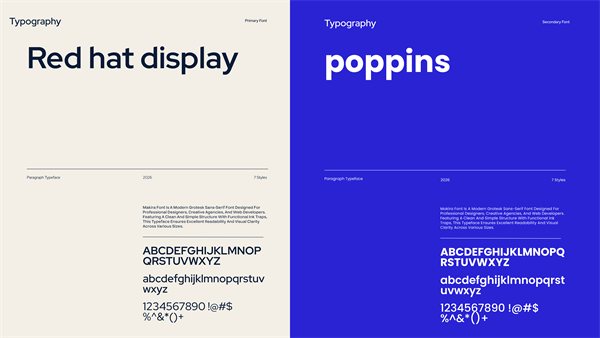 Typography
Primary Font
Red hat display
Paragraph Typeface
2026
7 Styles
Makira Font Is A Modern Grotesk Sans-Serif Font Designed For
Professional Designers, Creative Agencies, And Web Developers.
Featuring A Clean And Simple Structure With Functional Ink Traps,
This Typeface Ensures Excellent Readability And Visual Clarity
Across Various Sizes.
ABCDEFGHIJKLMNOP
QRSTUVWXYZ
abcdefghijklmnopqrstuv
wxyz
1234567890 !@#$
%^&*()+
Typography
Secondary Font
poppins
Paragraph Typeface
2026
7 Styles
Makira Font Is A Modern Grotesk Sans-Serif Font Designed For
Professional Designers, Creative Agencies, And Web Developers.
Featuring A Clean And Simple Structure With Functional Ink
Traps, This Typeface Ensures Excellent Readability And Visual
Clarity Across Various Sizes.
ABCDEFGHIJKLMNOPQ
RSTUVWXYZ
abcdefghijklmnopqrst
uvwxyz
1234567890 !@#$
%^&*()+